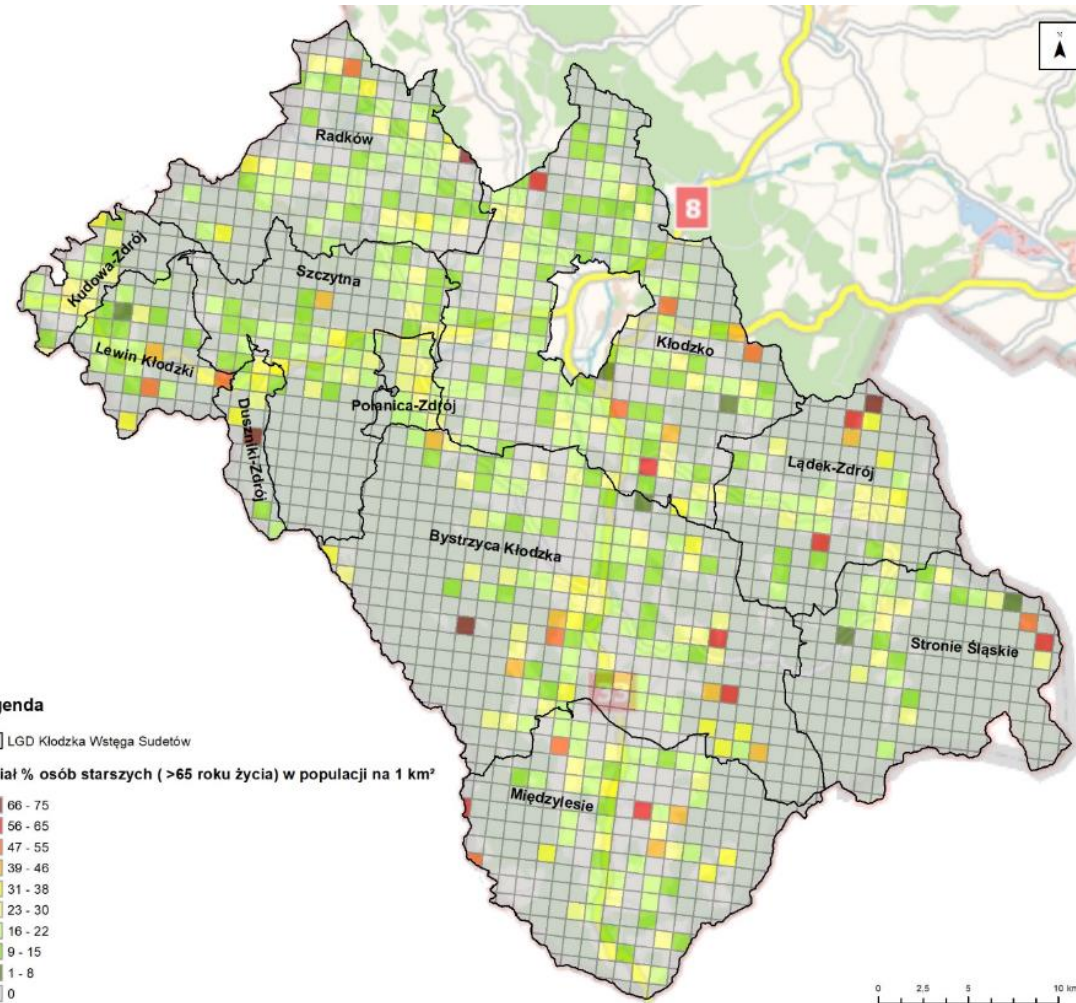 N
8
Radków
Kudowa-Zdrój
Szczytna
Kłodzko
Lewin Kłodzki
Polanica-Zdrój
Duszniki-Zdrój
Lądek-Zdrój
Bystrzyca Kłodzka
Stronie Śląskie
Międzylesie
genda
LGD Kłodzka Wstęga Sudetów
iał % osób starszych ( >65 roku życia) w populacji na 1 km²
66 - 75
56 - 65
47 - 55
39 - 46
31 - 38
23 - 30
16 - 22
9 - 15
1 - 8
0
0 2,5 5 10 km